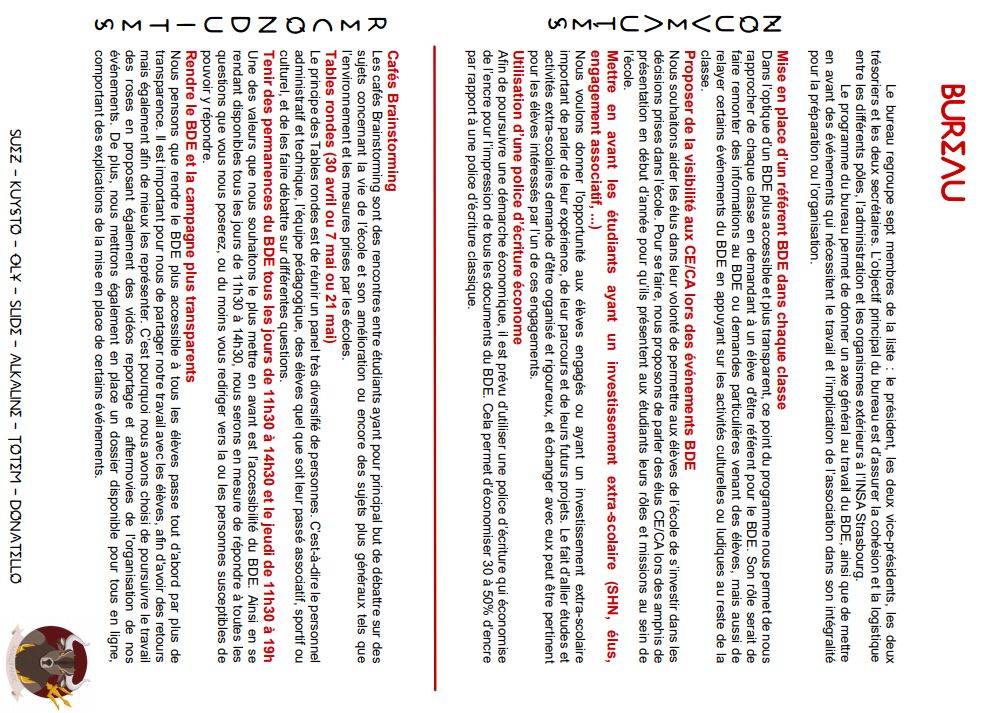 BUREAU
Le bureau regroupe sept membres de la liste : le président, les deux vice-présidents, les deux
trésoriers et les deux secrétaires. L'objectif principal du bureau est d'assurer la cohésion et la logistique
entre les différents pôles, l'administration et les organismes extérieurs à l'INSA Strasbourg.
Le programme du bureau permet de donner un axe général au travail du BDE, ainsi que de mettre
en avant des événements qui nécessitent le travail et l'implication de l'association dans son intégralité
pour la préparation ou l'organisation.
NOUVEAUTÉS
Mise en place d'un référent BDE dans chaque classe
Dans l'optique d'un BDE plus accessible et plus transparent, ce point du programme nous permet de nous
rapprocher de chaque classe en demandant à un élève d'être référent pour le BDE. Son rôle serait de
faire remonter des informations au BDE ou demandes particulières venant des élèves, mais aussi de
relayer certains événements du BDE en appuyant sur les activités culturelles ou ludiques au reste de la
classe.
Proposer de la visibilité aux CE/CA lors des événements BDE
Nous souhaitons aider les élus dans leur volonté de permettre aux élèves de l'école de s'investir dans les
décisions prises dans l'école. Pour se faire, nous proposons de parler des élus CE/CA lors des amphis de
présentation en début d'année pour qu'ils présentent aux étudiants leurs rôles et missions au sein de
l'école.
Mettre en avant les étudiants ayant un investissement extra-scolaire (SHN, élus,
engagement associatif, ...)
Nous voulons donner l'opportunité aux élèves engagés ou ayant un investissement extra-scolaire
important de parler de leur expérience, de leur parcours et de leurs futurs projets. Le fait d'allier études et
activités extra-scolaires demande d'être organisé et rigoureux, et échanger avec eux peut être pertinent
pour les élèves intéressés par l'un de ces engagements.
Utilisation d'une police d'écriture économe
Afin de poursuivre une démarche économique, il est prévu d'utiliser une police d'écriture qui économise
de l'encre pour l'impression de tous les documents du BDE. Cela permet d'économiser 30 à 50% d'encre
par rapport à une police d'écriture classique.
RECONDUITES
Cafés Brainstorming
Les cafés Brainstorming sont des rencontres entre étudiants ayant pour principal but de débattre sur des
sujets concernant la vie de l'école et son amélioration ou encore des sujets plus généraux tels que
l'environnement et les mesures prises par les écoles.
Tables rondes (30 avril ou 7 mai ou 21 mai)
Le principe des Tables rondes est de réunir un panel très diversifié de personnes. C'est-à-dire le personnel
administratif et technique, l'équipe pédagogique, des élèves quel que soit leur passé associatif, sportif ou
culturel, et de les faire débattre sur différentes questions.
Tenir des permanences du BDE tous les jours de 11h30 à 14h30 et le jeudi de 11h30 à 19h
Une des valeurs que nous souhaitons le plus mettre en avant est l'accessibilité du BDE. Ainsi en se
rendant disponibles tous les jours de 11h30 à 14h30, nous serons en mesure de répondre à toutes les
questions que vous nous poserez, ou du moins vous rediriger vers la ou les personnes susceptibles de
pouvoir y répondre.
Rendre le BDE et la campagne plus transparents
Nous pensons que rendre le BDE plus accessible à tous les élèves passe tout d'abord par plus de
transparence. Il est important pour nous de partager notre travail avec les élèves, afin d'avoir des retours
mais également afin de mieux les représenter. C'est pourquoi nous avons choisi de poursuivre le travail
des roses en proposant également des vidéos reportage et aftermovies de l'organisation de nos
événements. De plus, nous mettrons également en place un dossier disponible pour tous en ligne,
comportant des explications de la mise en place de certains événements.
SUEZ – KUYSTO – OLY – SLIDE – ALKALINE – TOTEM – DONATELLO